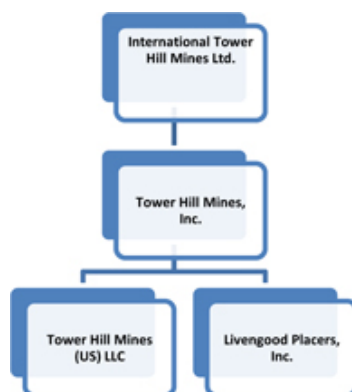 International Tower
Hill Mines Ltd.
Tower Hill Mines,
Inc.
Tower Hill Mines
(US) LLC
Livengood Placers,
Inc.